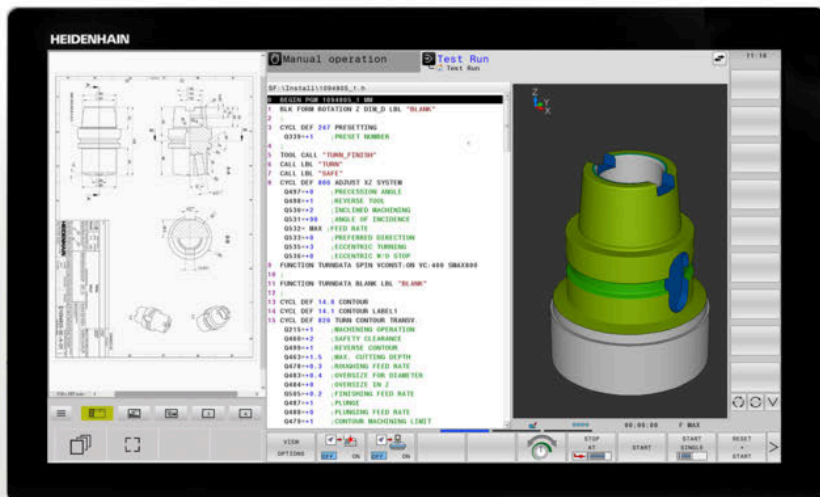 HEIDENHAIN
Manual operation
Test Run
Test Run
11:16
SF:\Install\1094805_1.h
0 BEGIN PGM 1094805_1 MM
1 BLK FORM ROTATION Z DIM_D LBL "BLANK"
2 ;
3 CYCL DEF 247 PRESETTING
Q339=+1 ;PRESET NUMBER
4 ;
5 TOOL CALL "TURN_FINISH"
6 CALL LBL "TURN"
7 CALL LBL "SAFE"
8 CYCL DEF 800 ADJUST XZ SYSTEM
Q497=+0 ;PRECESSION ANGLE
Q498=+1 ;REVERSE TOOL
Q530=+2 ;INCLINED MACHINING
Q531=+90 ;ANGLE OF INCIDENCE
Q532= MAX ;FEED RATE
Q533=+0 ;PREFERRED DIRECTION
Q535=+3 ;ECCENTRIC TURNING
Q536=+0 ;ECCENTRIC W/O STOP
9 FUNCTION TURNDATA SPIN VCONST:ON VC:400 SMAX800
10 ;
11 FUNCTION TURNDATA BLANK LBL "BLANK"
12 ;
13 CYCL DEF 14.0 CONTOUR
14 CYCL DEF 14.1 CONTOUR LABEL1
15 CYCL DEF 820 TURN CONTOUR TRANSV.
Q215=+1 ;MACHINING OPERATION
Q460=+2 ;SAFETY CLEARANCE
Q499=+1 ;REVERSE CONTOUR
Q463=+1.5 ;MAX. CUTTING DEPTH
Q478=+0.3 ;ROUGHING FEED RATE
Q483=+0.4 ;OVERSIZE FOR DIAMETER
Q484=+0 ;OVERSIZE IN Z
Q505=+0.2 ;FINISHING FEED RATE
Q487=+1 ;PLUNGE
Q488=+0 ;PLUNGING FEED RATE
Q479=+1 ;CONTOUR MACHINING LIMIT
Z
Y
X
00:00:00 F MAX
VIEW
OPTIONS
OFF ON
OFF ON
STOP
AT
START
START
SINGLE
RESET
+
START
HEIDENHAIN